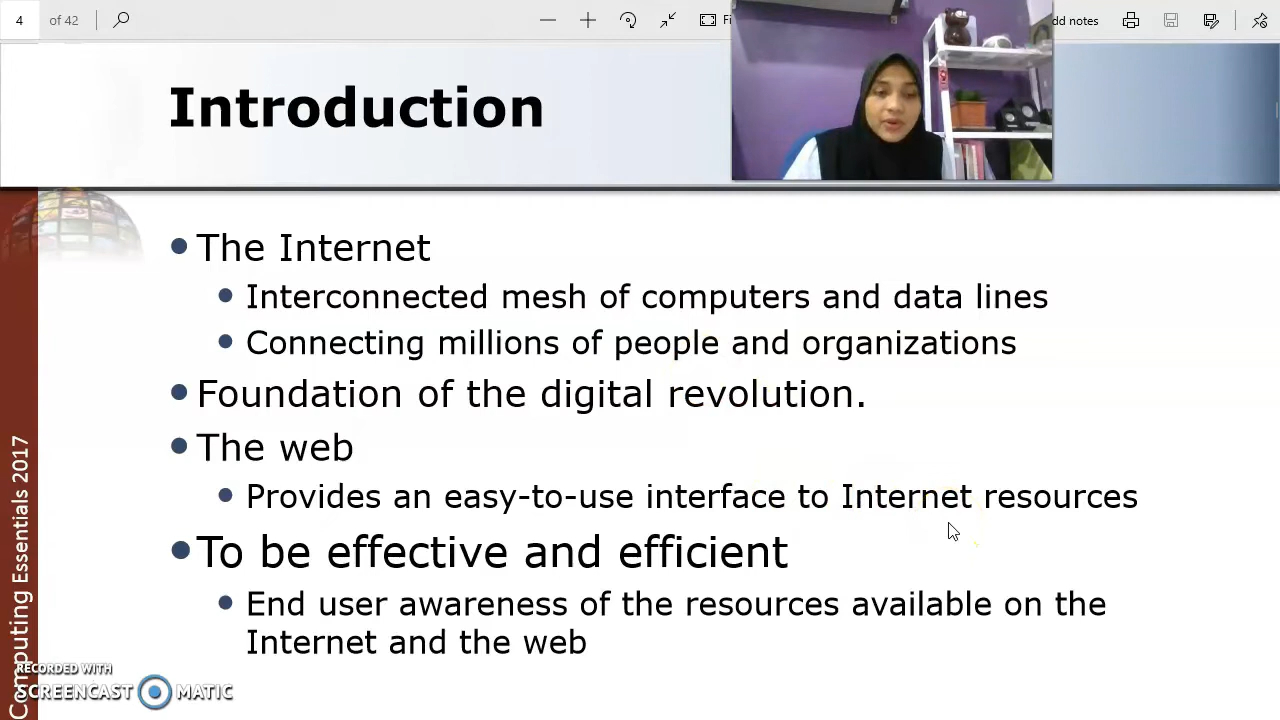 4 of 42
dd notes
Introduction
The Internet
Interconnected mesh of computers and data lines
Connecting millions of people and organizations
Foundation of the digital revolution.
The web
Provides an easy-to-use interface to Internet resources
To be effective and efficient
End user awareness of the resources available on the
Internet and the web
Computing Essentials 2017
RECORDED WITH
SCREENCAST MATIC